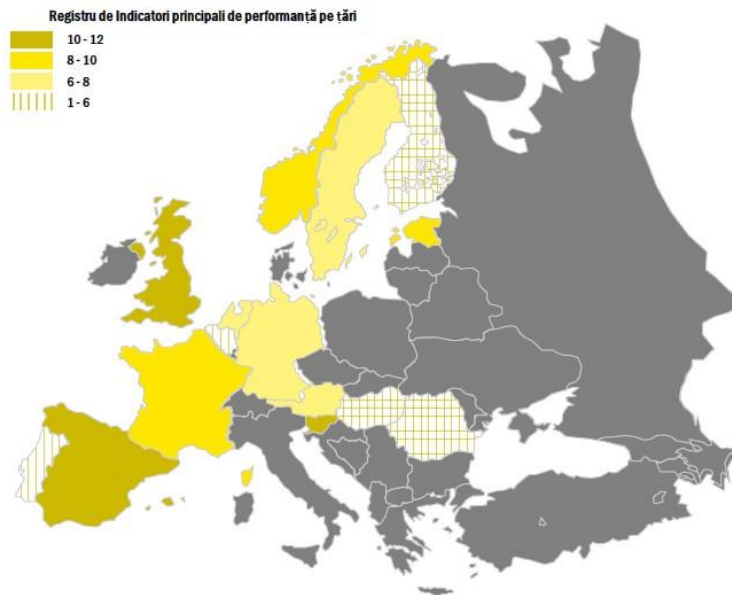 Registru de Indicatori principali de performanță pe țări
10 - 12
8 - 10
6 - 8
1 - 6